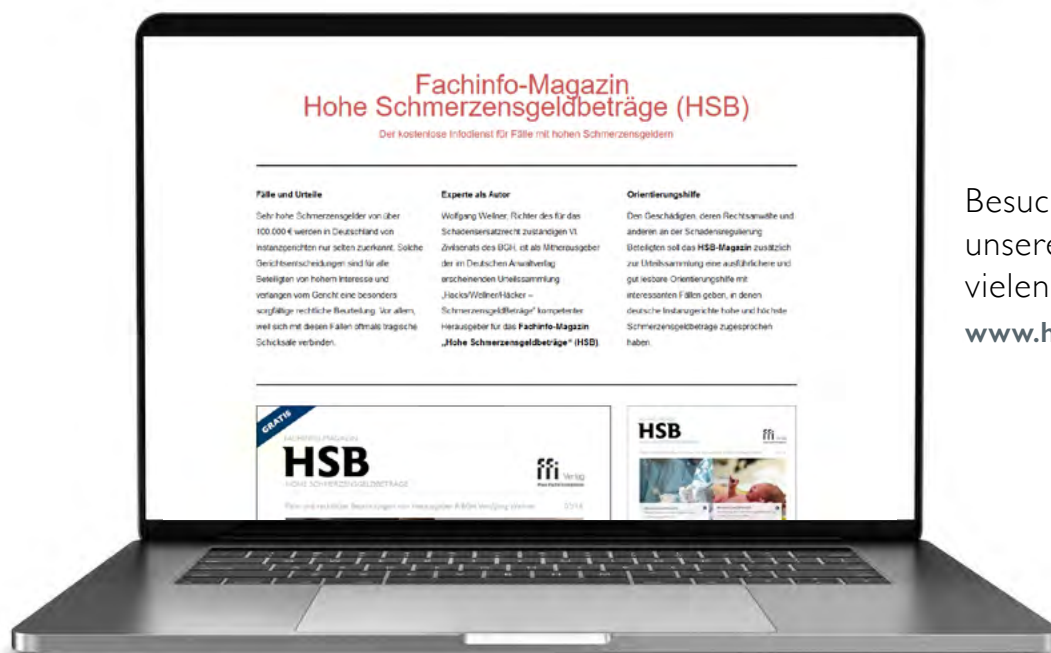 Fachinfo-Magazin
Hohe Schmerzensgeldbeträge (HSB)
Der kostenlose Infodienst für Fälle mit hohen Schmerzensgeldern
Fälle und Urteile
Sehr hohe Schmerzensgelder von über
100.000 € werden in Deutschland von
Instanzgerichten nur selten zuerkannt. Solche
Gerichtsentscheidungen sind für alle
Beteiligten von hohem Interesse und
verlangen vom Gericht eine besonders
sorgfältige rechtliche Beurteilung. Vor allem,
weil sich mit diesen Fällen oftmals tragische
Schicksale verbinden.
Experte als Autor
Wolfgang Wellner, Richter des für das
Schadensersatzrecht zuständigen VI.
Zivilsenats des BGH, ist als Mitherausgeber
der im Deutschen Anwaltverlag
erscheinenden Urteilssammlung
„Hacks/Wellner/Häcker –
SchmerzensgeldBeträge" kompetenter
Herausgeber für das Fachinfo-Magazin
„Hohe Schmerzensgeldbeträge" (HSB).
Orientierungshilfe
Den Geschädigten, deren Rechtsanwälte und
anderen an der Schadensregulierung
Beteiligten soll das HSB-Magazin zusätzlich
zur Urteilssammlung eine ausführlichere und
gut lesbare Orientierungshilfe mit
interessanten Fällen geben, in denen
deutsche Instanzgerichte hohe und höchste
Schmerzensgeldbeträge zugesprochen
haben.
GRATIS
FACHINFO-MAGAZIN
HSB
HOHE SCHMERZENSGELDBETRÄGE
ffi Verlag
HSB
ffi
Besuc
unsere
vielen
www.h